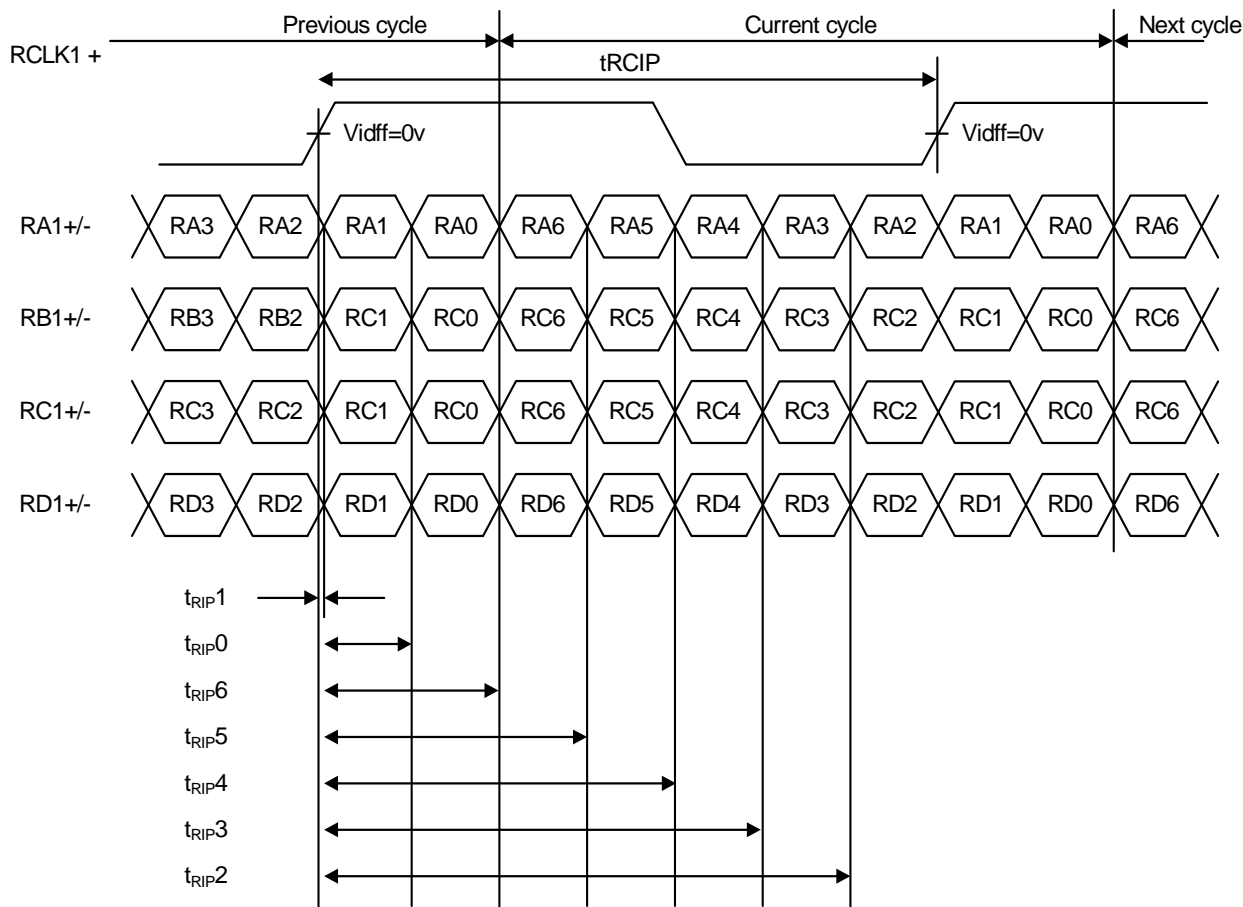 Previous cycle Current cycle Next cycle
RCLK1 +
tRCIP
Vidff=0v Vidff=0v
RA1+/- RA3 RA2 RA1 RA0 RA6 RA5 RA4 RA3 RA2 RA1 RA0 RA6
RB1+/- RB3 RB2 RC1 RC0 RC6 RC5 RC4 RC3 RC2 RC1 RC0 RC6
RC1+/- RC3 RC2 RC1 RC0 RC6 RC5 RC4 RC3 RC2 RC1 RC0 RC6
RD1+/- RD3 RD2 RD1 RD0 RD6 RD5 RD4 RD3 RD2 RD1 RD0 RD6
tRIP1
tRIP0
tRIP6
tRIP5
tRIP4
tRIP3
tRIP2